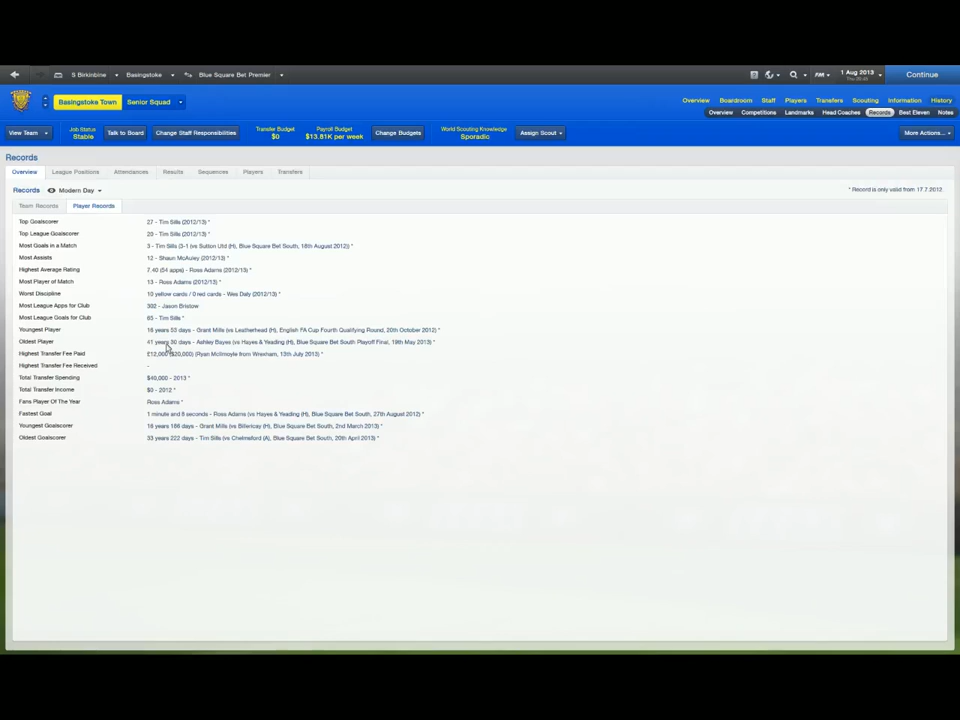 S Birkinbine Basingstoke Blue Square Bet Premier FM 1 Aug 2013 Continue
Basingstoke Town Senior Squad Overview Boardroom Staff Players Transfers Scouting Information History
Overview Competitions Landmarks Head Coaches Records Best Eleven Notes
View Team Job Status Stable Talk to Board Change Staff Responsibilities Transfer Budget $0 Payroll Budget $13.81K per week Change Budgets World Scouting Knowledge Sporadic Assign Scout More Actions...
Records
Overview League Positions Attendances Results Sequences Players Transfers
Records Modern Day * Record is only valid from 17.7.2012
Team Records Player Records
Top Goalscorer 27 - Tim Sills (2012/13) *
Top League Goalscorer 23 - Tim Sills (2012/13) *
Most Goals in a Match 3 - Tim Sills (3-1 (vs Sutton Utd (H), Blue Square Bet South, 18th August 2012)) *
Most Assists 12 - Shaun McAuley (2012/13) *
Highest Average Rating 7.40 (54 apps) - Ross Adams (2012/13) *
Most Player of Match 13 - Ross Adams (2012/13) *
Worst Discipline 10 yellow cards / 0 red cards - Wes Daly (2012/13) *
Most League Apps for Club 302 - Jason Bristow
Most League Goals for Club 65 - Tim Sills *
Youngest Player 16 years 53 days - Grant Mills (vs Leatherhead (H), English FA Cup Fourth Qualifying Round, 20th October 2012) *
Oldest Player 41 years 30 days - Ashley Bayes (vs Hayes & Yeading (H), Blue Square Bet South Playoff Final, 19th May 2013) *
Highest Transfer Fee Paid £12,000 ($20,000) (Ryan McIlmoyle from Wrexham, 13th July 2013) *
Highest Transfer Fee Received -
Total Transfer Spending - 2013 *
Total Transfer Income $0 - 2012 *
Fans Player Of The Year Ross Adams *
Fastest Goal 1 minute and 8 seconds - Ross Adams (vs Hayes & Yeading (H), Blue Square Bet South, 27th August 2012) *
Youngest Goalscorer 16 years 186 days - Grant Mills (vs Billericay (H), Blue Square Bet South, 2nd March 2013) *
Oldest Goalscorer 33 years 222 days - Tim Sills (vs Chelmsford (A), Blue Square Bet South, 20th April 2013) *